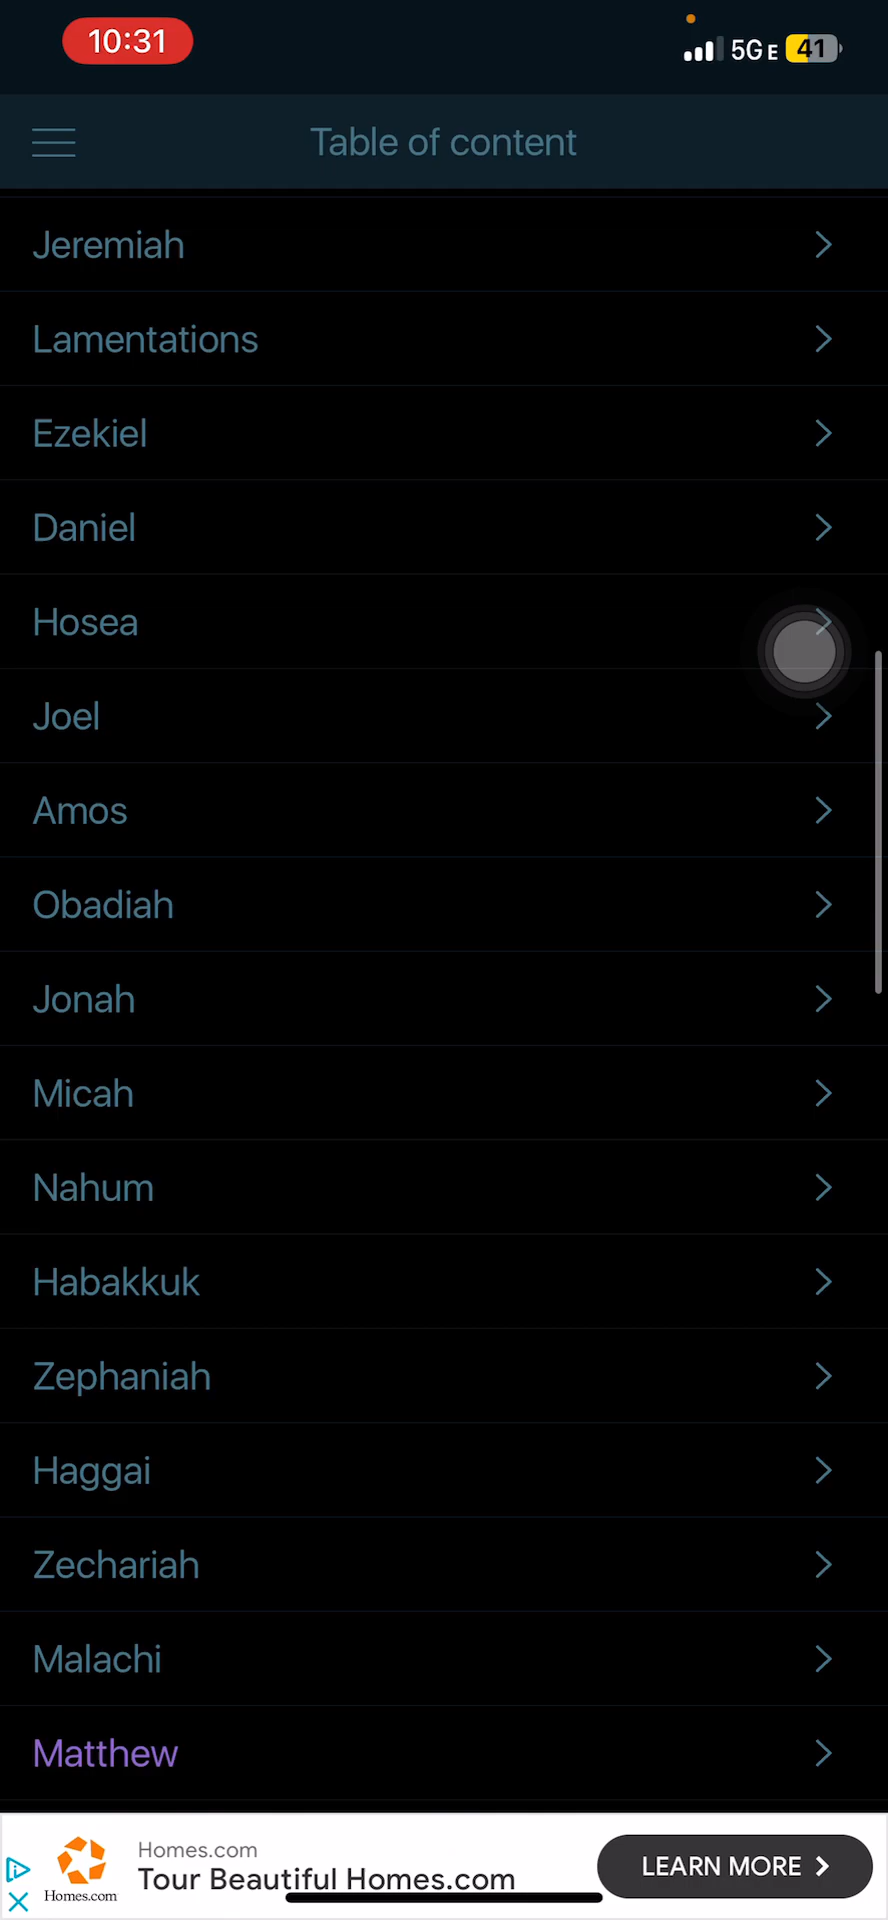 10:31
5GE 41
Table of content
Jeremiah
Lamentations
Ezekiel
Daniel
Hosea
Joel
Amos
Obadiah
Jonah
Micah
Nahum
Habakkuk
Zephaniah
Haggai
Zechariah
Malachi
Matthew
Homes.com
Tour Beautiful Homes.com
LEARN MORE
Homes.com